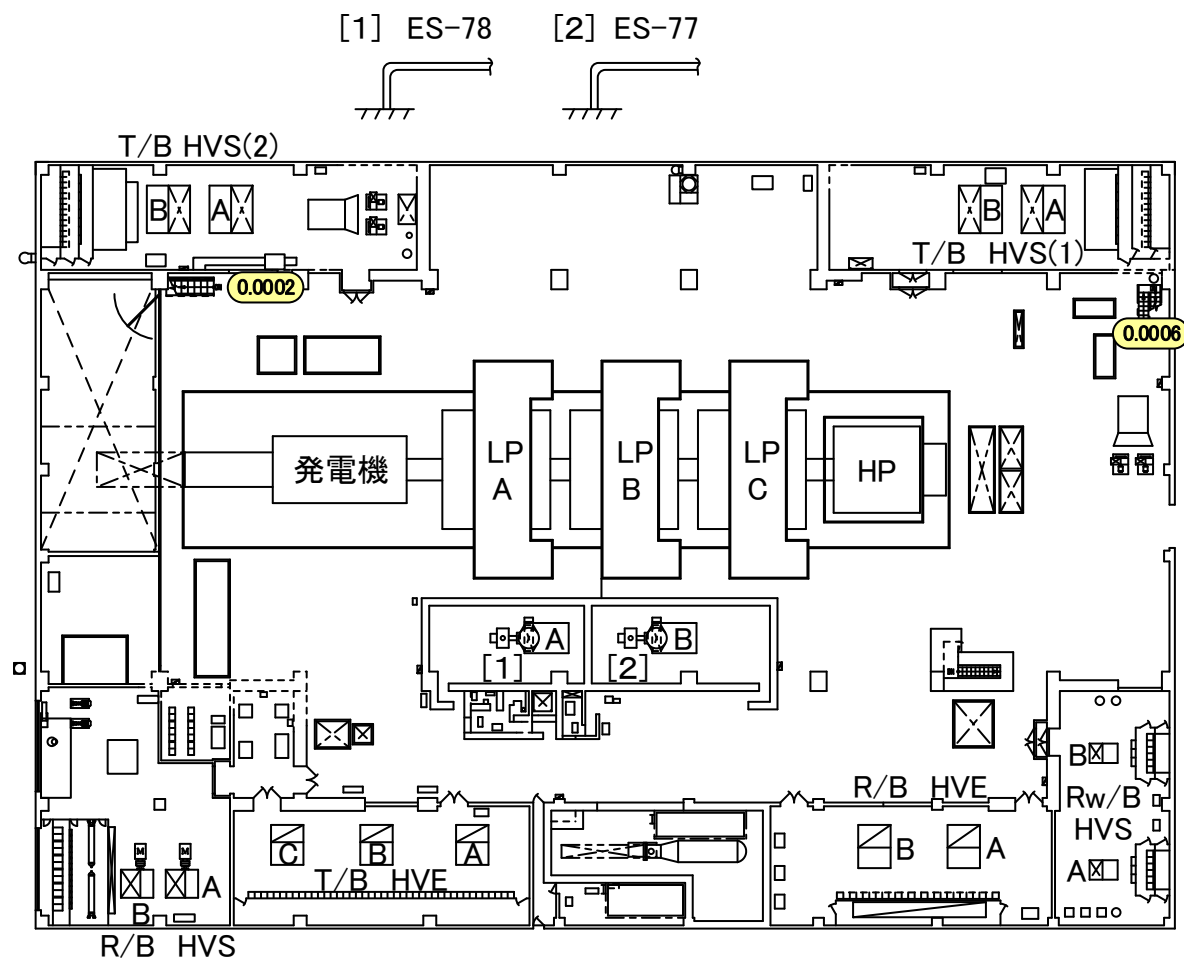 [1] ES-78
[2] ES-77
T/B HVS(2)
B
A
B
A
T/B HVS(1)
0.0002
0.0006
発電機
LP
A
LP
B
LP
C
HP
A
B
[1]
[2]
R/B HVE
B
Rw/B
HVS
A
C
B
A
B
A
T/B HVE
M
M
A
B
R/B HVS